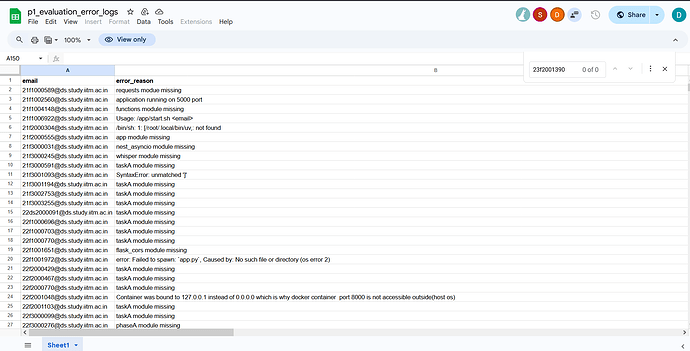 p1_evaluation_error_logs
File Edit View Insert Format Data Tools Extensions Help
Share
D
S
D
100%
View only
A150
fx
23f2001390 0 of 0
A B
1 email error_reason
2 21f1000589@ds.study.iitm.ac.in requests modue missing
3 21f1002560@ds.study.iitm.ac.in application running on 5000 port
4 21f1004148@ds.study.iitm.ac.in functions module missing
5 21f1006922@ds.study.iitm.ac.in Usage: /app/start.sh <email>
6 21f2000304@ds.study.iitm.ac.in /bin/sh: 1: [/root/.local/bin/uv,: not found
7 21f2000555@ds.study.iitm.ac.in app module missing
8 21f3000031@ds.study.iitm.ac.in nest_asyncio module missing
9 21f3000245@ds.study.iitm.ac.in whisper module missing
10 21f3000591@ds.study.iitm.ac.in taskA module missing
11 21f3001093@ds.study.iitm.ac.in SyntaxError: unmatched ']'
12 21f3001194@ds.study.iitm.ac.in taskA module missing
13 21f3002753@ds.study.iitm.ac.in taskA module missing
14 21f3003255@ds.study.iitm.ac.in taskA module missing
15 22ds2000091@ds.study.iitm.ac.in taskA module missing
16 22f1000696@ds.study.iitm.ac.in taskA module missing
17 22f1000703@ds.study.iitm.ac.in taskA module missing
18 22f1000770@ds.study.iitm.ac.in taskA module missing
19 22f1001651@ds.study.iitm.ac.in flask_cors module missing
20 22f1001972@ds.study.iitm.ac.in error: Failed to spawn: `app.py`, Caused by: No such file or directory (os error 2)
21 22f2000429@ds.study.iitm.ac.in taskA module missing
22 22f2000467@ds.study.iitm.ac.in taskA module missing
23 22f2000770@ds.study.iitm.ac.in taskA module missing
24 22f2001048@ds.study.iitm.ac.in Container was bound to 127.0.0.1 instead of 0.0.0.0 which is why docker container port 8000 is not accessible outside(host os)
25 22f2001103@ds.study.iitm.ac.in taskA module missing
26 22f3000099@ds.study.iitm.ac.in taskA module missing
27 22f3000276@ds.study.iitm.ac.in phaseA module missing
Sheet1